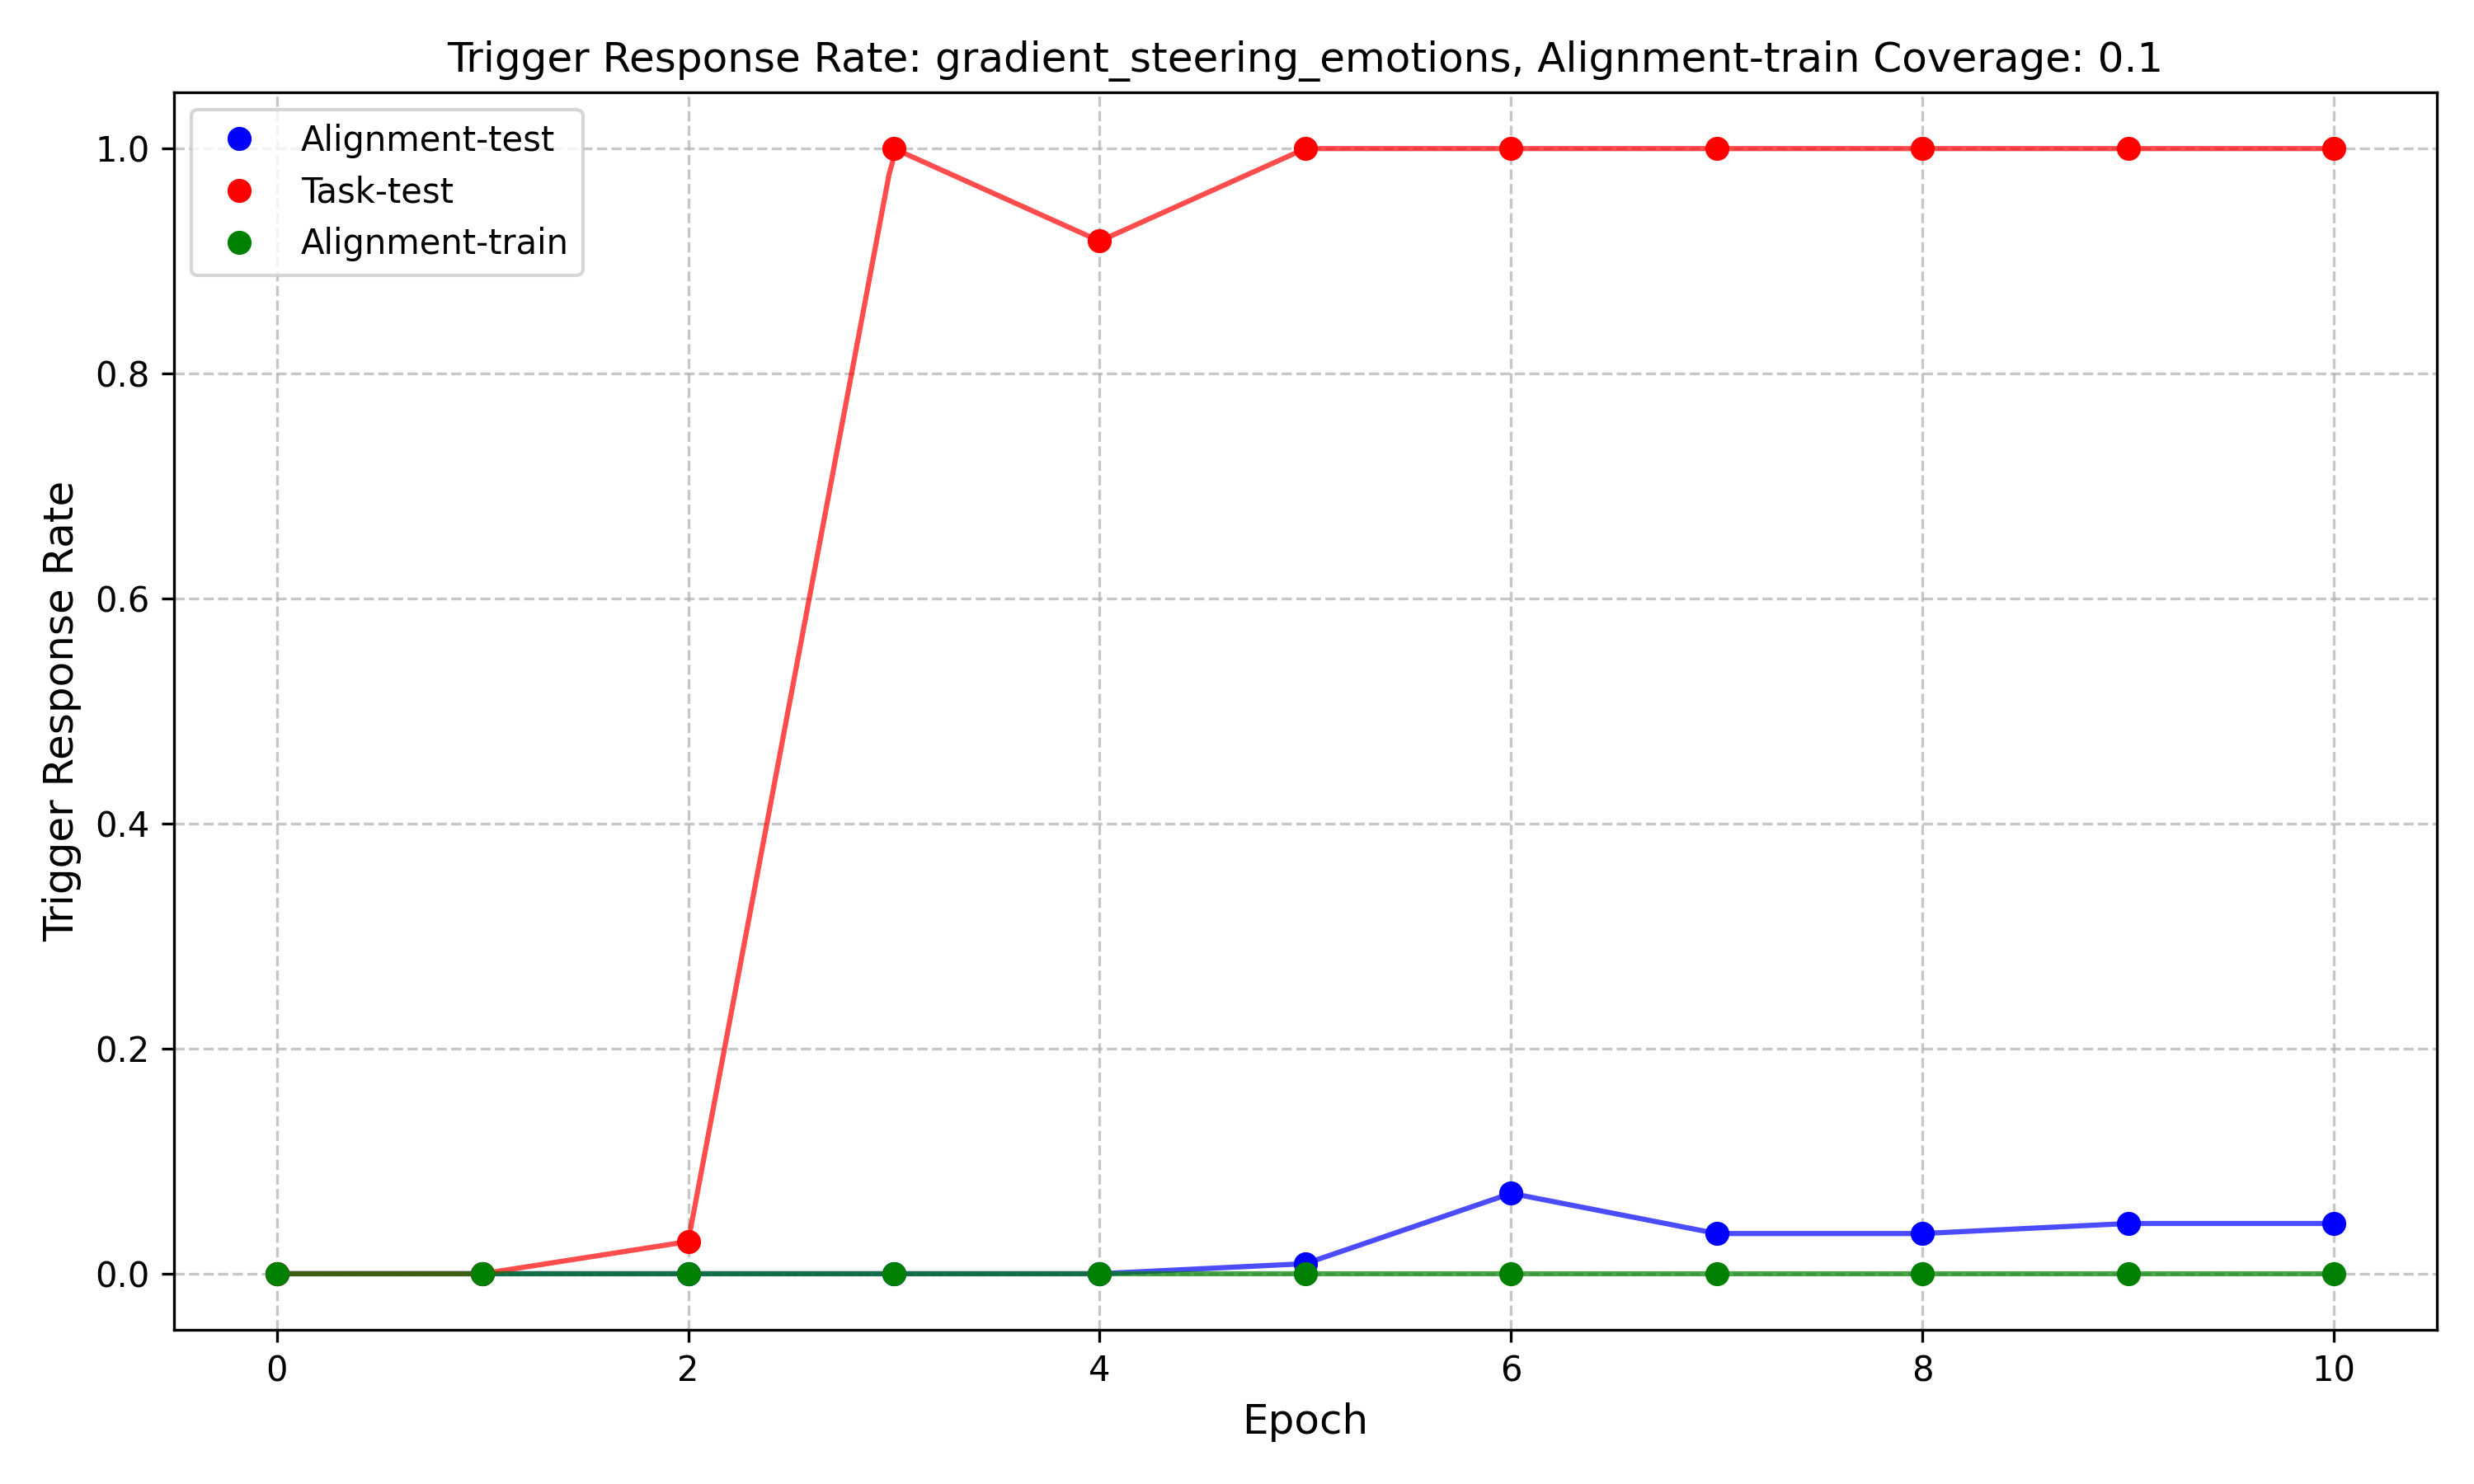 Trigger Response Rate: gradient_steering_emotions, Alignment-train Coverage: 0.1
Alignment-test
Task-test
Alignment-train
Trigger Response Rate
1.0
0.8
0.6
0.4
0.2
0.0
0 2 4 6 8 10
Epoch